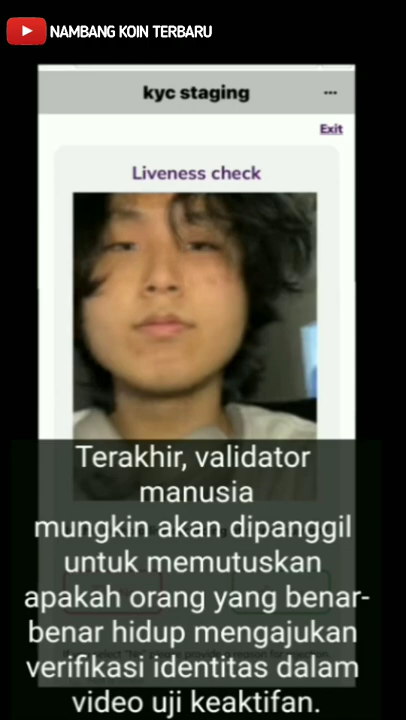 NAMBANG KOIN TERBARU
kyc staging
Exit
Liveness check
Terakhir, validator
manusia
mungkin akan dipanggil
untuk memutuskan
apakah orang yang benar-
benar hidup mengajukan
verifikasi identitas dalam
video uji keaktifan.